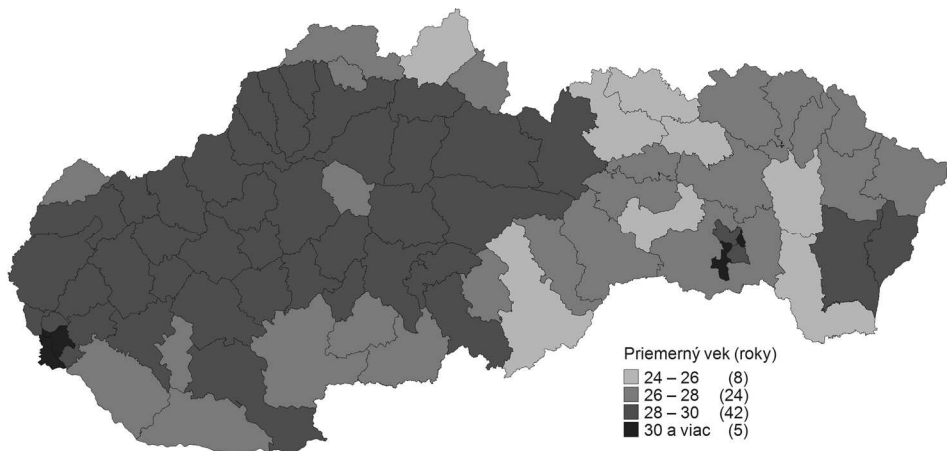 Priemerný vek (roky)
24 – 26 (8)
26 – 28 (24)
28 – 30 (42)
30 a viac (5)